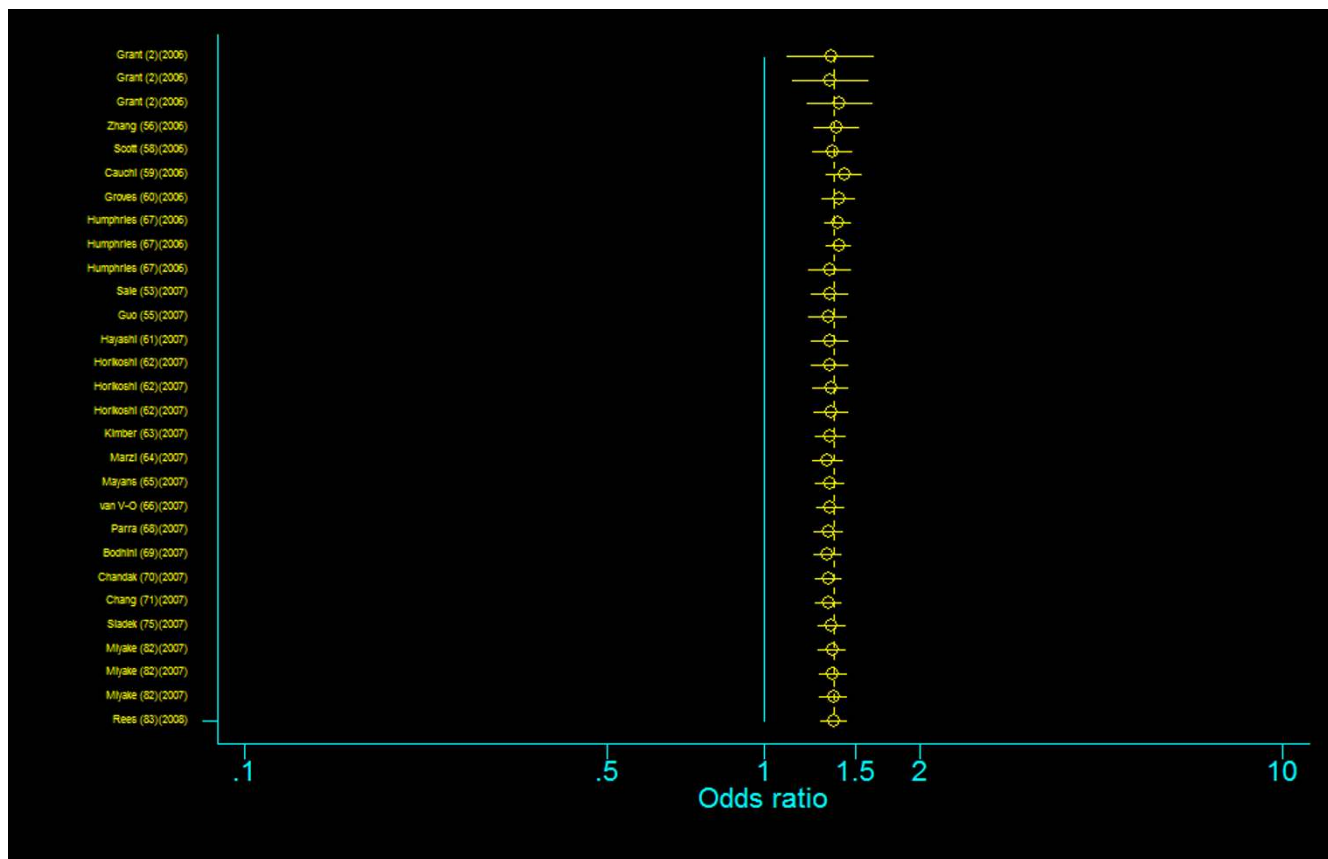 Grant (2)(2006)
Grant (2)(2006)
Grant (2)(2006)
Zhang (56)(2006)
Scott (58)(2006)
Cauchi (59)(2006)
Groves (60)(2006)
Humphries (67)(2006)
Humphries (67)(2006)
Humphries (67)(2006)
Sale (53)(2007)
Guo (55)(2007)
Hayashi (61)(2007)
Horikoshi (62)(2007)
Horikoshi (62)(2007)
Horikoshi (62)(2007)
Kimber (63)(2007)
Marzi (64)(2007)
Mayans (65)(2007)
van V-O (66)(2007)
Parra (68)(2007)
Bodhini (69)(2007)
Chandak (70)(2007)
Chang (71)(2007)
Sladek (75)(2007)
Miyake (82)(2007)
Miyake (82)(2007)
Miyake (82)(2007)
Rees (83)(2008)
.1 .5 1 1.5 2 10
Odds ratio